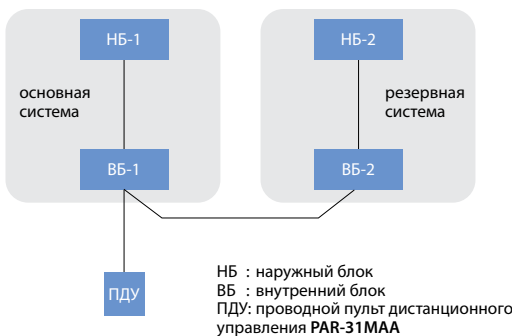 НБ-1
НБ-2
основная
система
резервная
система
ВБ-1
ВБ-2
ПДУ
НБ : наружный блок
ВБ : внутренний блок
ПДУ: проводной пульт дистанционного
управления PAR-31MAA